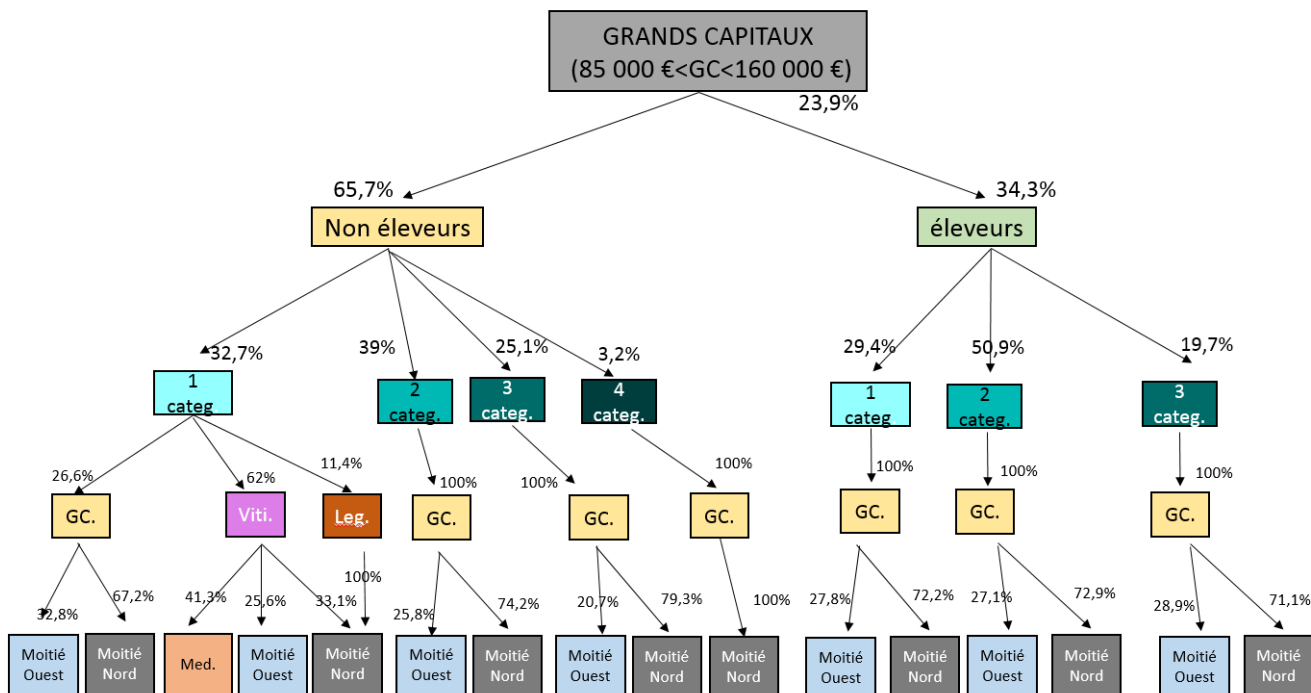 GRANDS CAPITAUX
(85 000 €<GC<160 000 €)
23,9%
65,7%
34,3%
Non éleveurs
éleveurs
32,7%
39%
25,1%
3,2%
29,4%
50,9%
19,7%
1
categ
2
categ.
3
categ.
4
categ.
1
categ
2
categ.
3
categ.
26,6%
62%
11,4%
100%
100%
100%
100%
100%
100%
GC.
Viti.
Leg.
GC.
GC.
GC.
GC.
GC.
GC.
32,8%
67,2%
41,3%
25,6%
33,1%
100%
25,8%
74,2%
20,7%
79,3%
100%
27,8%
72,2%
27,1%
72,9%
28,9%
71,1%
Moitié
Ouest
Moitié
Nord
Med.
Moitié
Ouest
Moitié
Nord
Moitié
Ouest
Moitié
Nord
Moitié
Ouest
Moitié
Nord
Moitié
Nord
Moitié
Ouest
Moitié
Nord
Moitié
Ouest
Moitié
Nord
Moitié
Ouest
Moitié
Nord